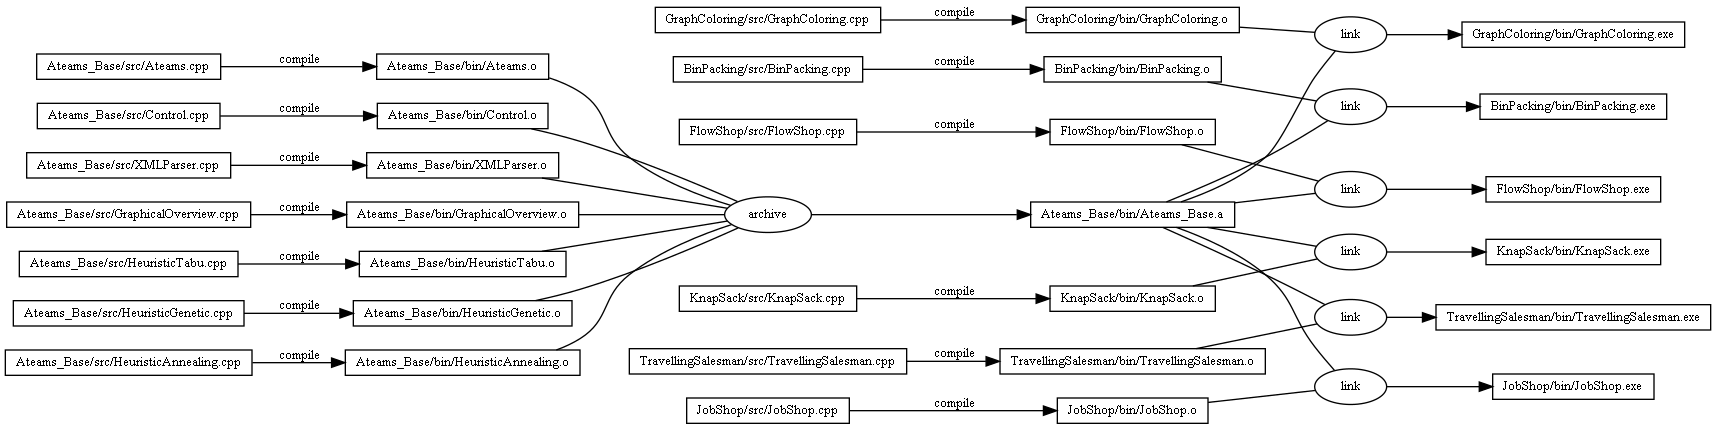 GraphColoring/src/GraphColoring.cpp
compile
GraphColoring/bin/GraphColoring.o
link
GraphColoring/bin/GraphColoring.exe
Ateams_Base/src/Ateams.cpp
compile
Ateams_Base/bin/Ateams.o
BinPacking/src/BinPacking.cpp
compile
BinPacking/bin/BinPacking.o
link
BinPacking/bin/BinPacking.exe
Ateams_Base/src/Control.cpp
compile
Ateams_Base/bin/Control.o
FlowShop/src/FlowShop.cpp
compile
FlowShop/bin/FlowShop.o
link
FlowShop/bin/FlowShop.exe
Ateams_Base/src/XMLParser.cpp
compile
Ateams_Base/bin/XMLParser.o
Ateams_Base/src/GraphicalOverview.cpp
compile
Ateams_Base/bin/GraphicalOverview.o
archive
Ateams_Base/bin/Ateams_Base.a
Ateams_Base/src/HeuristicTabu.cpp
compile
Ateams_Base/bin/HeuristicTabu.o
link
KnapSack/bin/KnapSack.exe
KnapSack/src/KnapSack.cpp
compile
KnapSack/bin/KnapSack.o
Ateams_Base/src/HeuristicGenetic.cpp
compile
Ateams_Base/bin/HeuristicGenetic.o
link
TravellingSalesman/bin/TravellingSalesman.exe
Ateams_Base/src/HeuristicAnnealing.cpp
compile
Ateams_Base/bin/HeuristicAnnealing.o
TravellingSalesman/src/TravellingSalesman.cpp
compile
TravellingSalesman/bin/TravellingSalesman.o
link
JobShop/bin/JobShop.exe
JobShop/src/JobShop.cpp
compile
JobShop/bin/JobShop.o